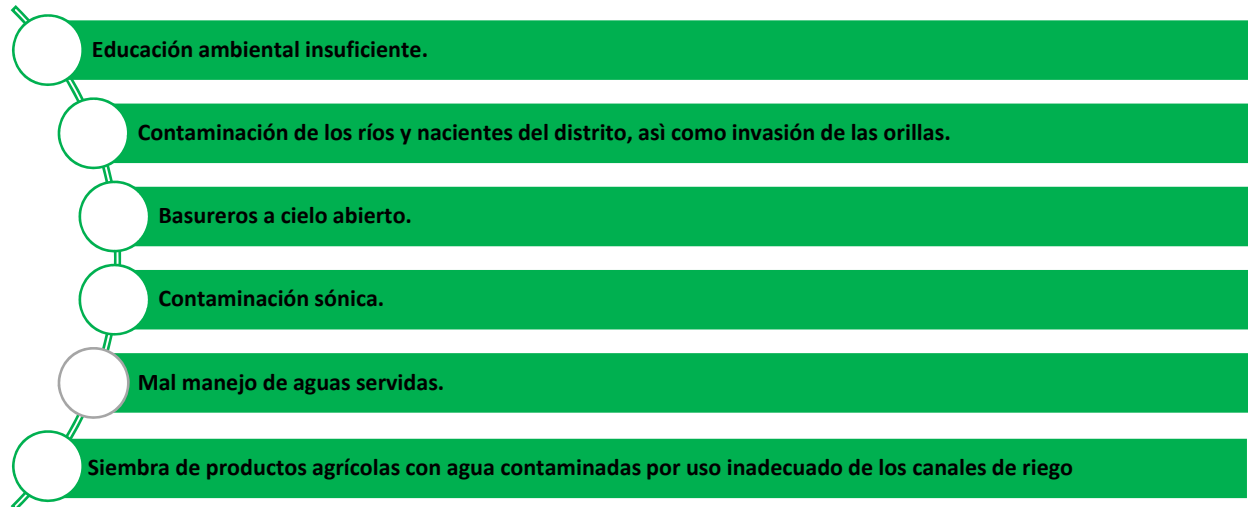 Educación ambiental insuficiente.
Contaminación de los ríos y nacientes del distrito, asì como invasión de las orillas.
Basureros a cielo abierto.
Contaminación sónica.
Mal manejo de aguas servidas.
Siembra de productos agrícolas con agua contaminadas por uso inadecuado de los canales de riego